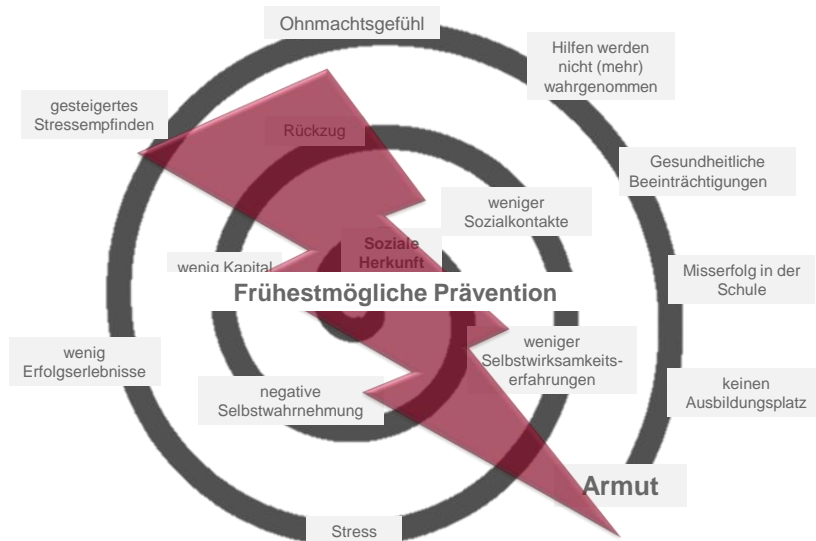 Ohnmachtsgefühl
Hilfen werden
nicht (mehr)
wahrgenommen
gesteigertes
Stressempfinden
Rückzug
Gesundheitliche
Beeinträchtigungen
weniger
Sozialkontakte
Soziale
Herkunft
wenig Kapital
Misserfolg in der
Schule
Frühestmögliche Prävention
wenig
Erfolgserlebnisse
weniger
Selbstwirksamkeits-
erfahrungen
negative
Selbstwahrnehmung
keinen
Ausbildungsplatz
Armut
Stress